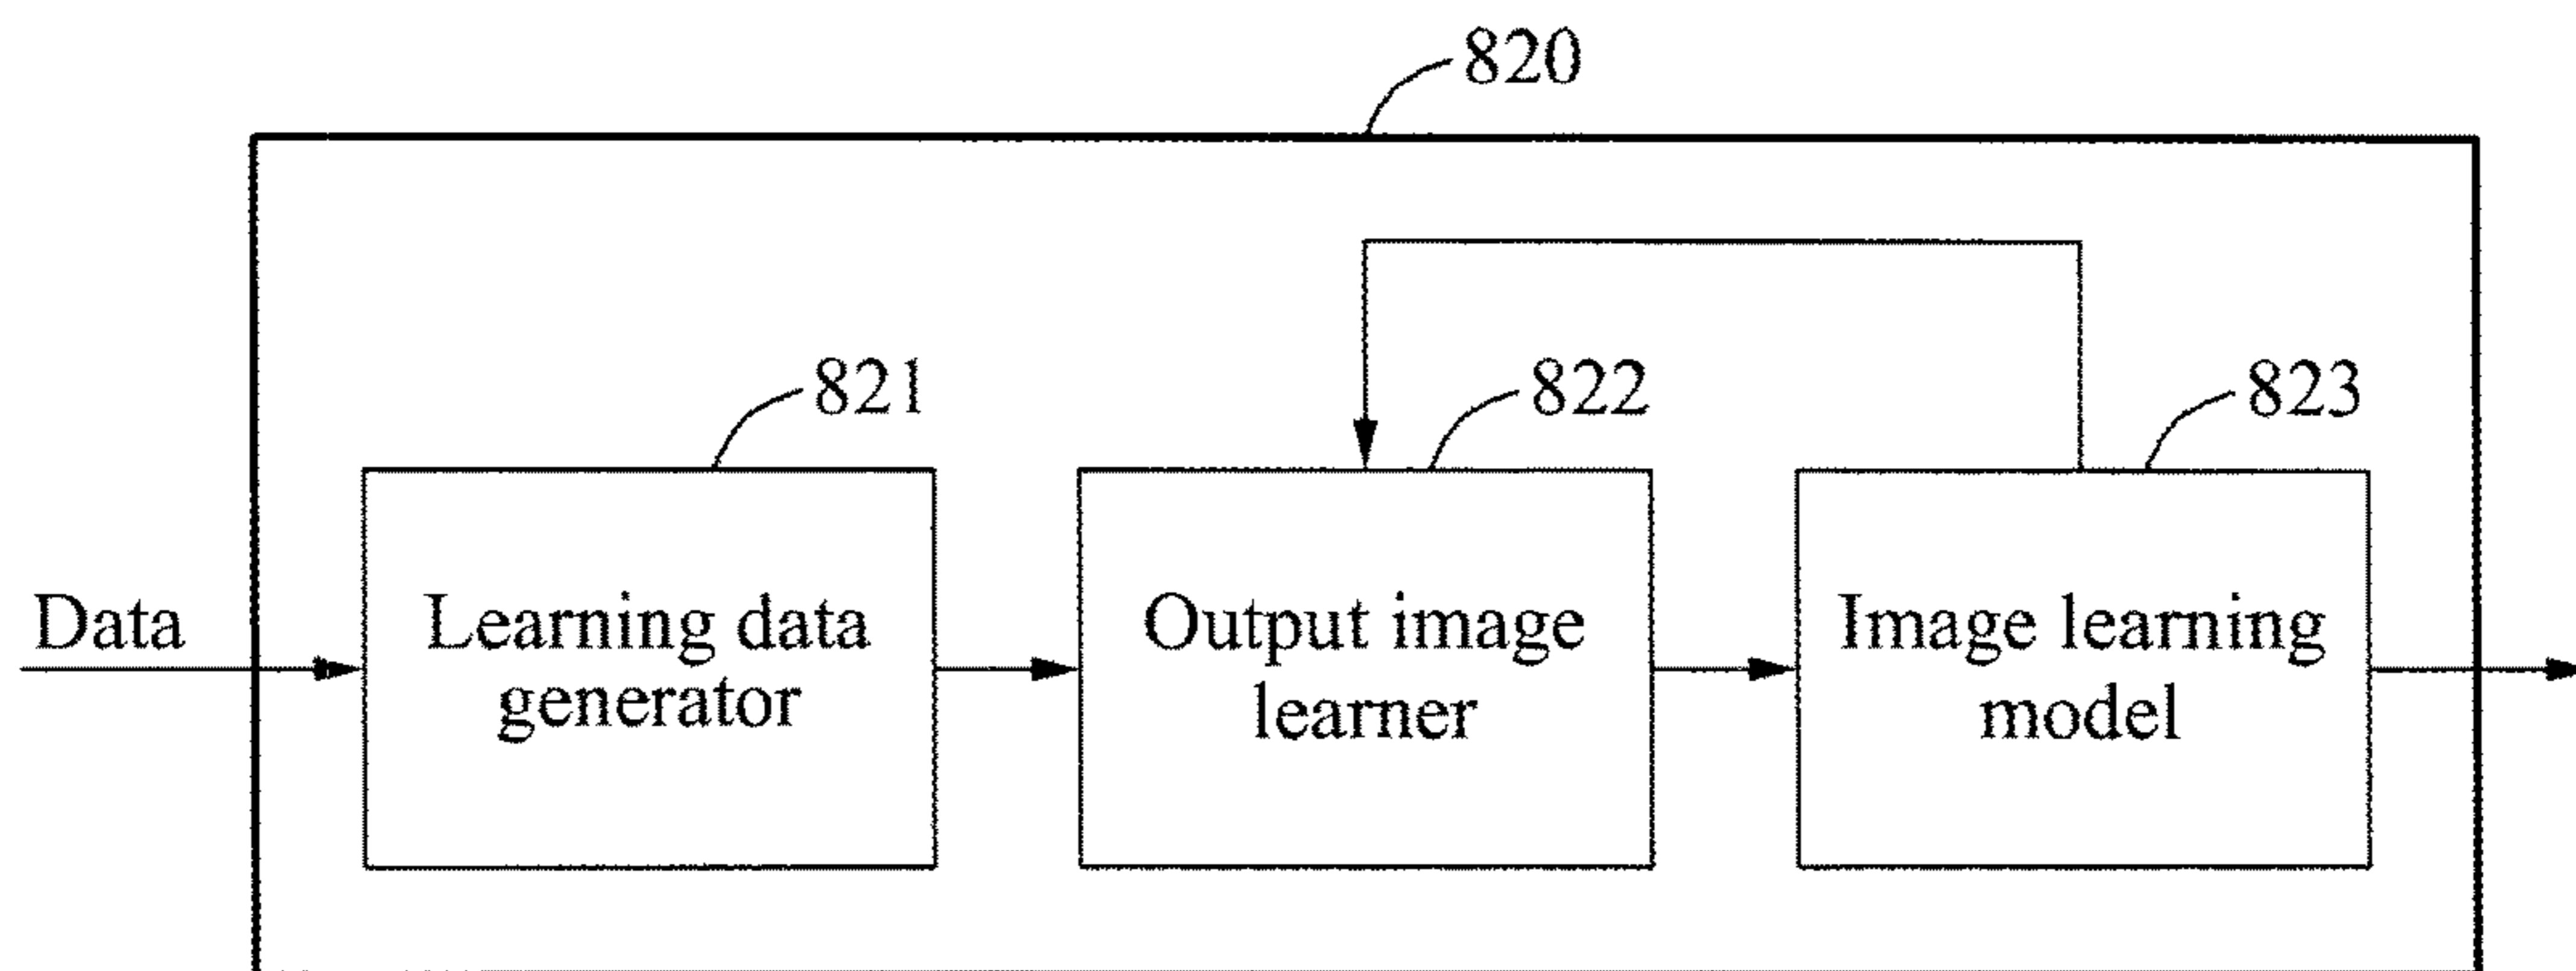 820
821
822
823
Data
Learning data
generator
Output image
learner
Image learning
model